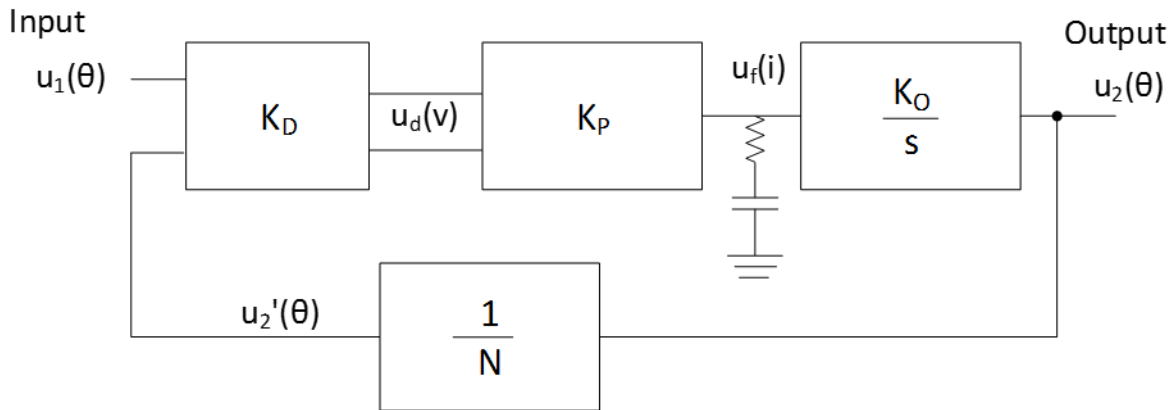 Input
u₁(θ)
K_D
u_d(v)
K_P
u_f(i)
K_O
s
Output
u₂(θ)
u₂'(θ)
1
N